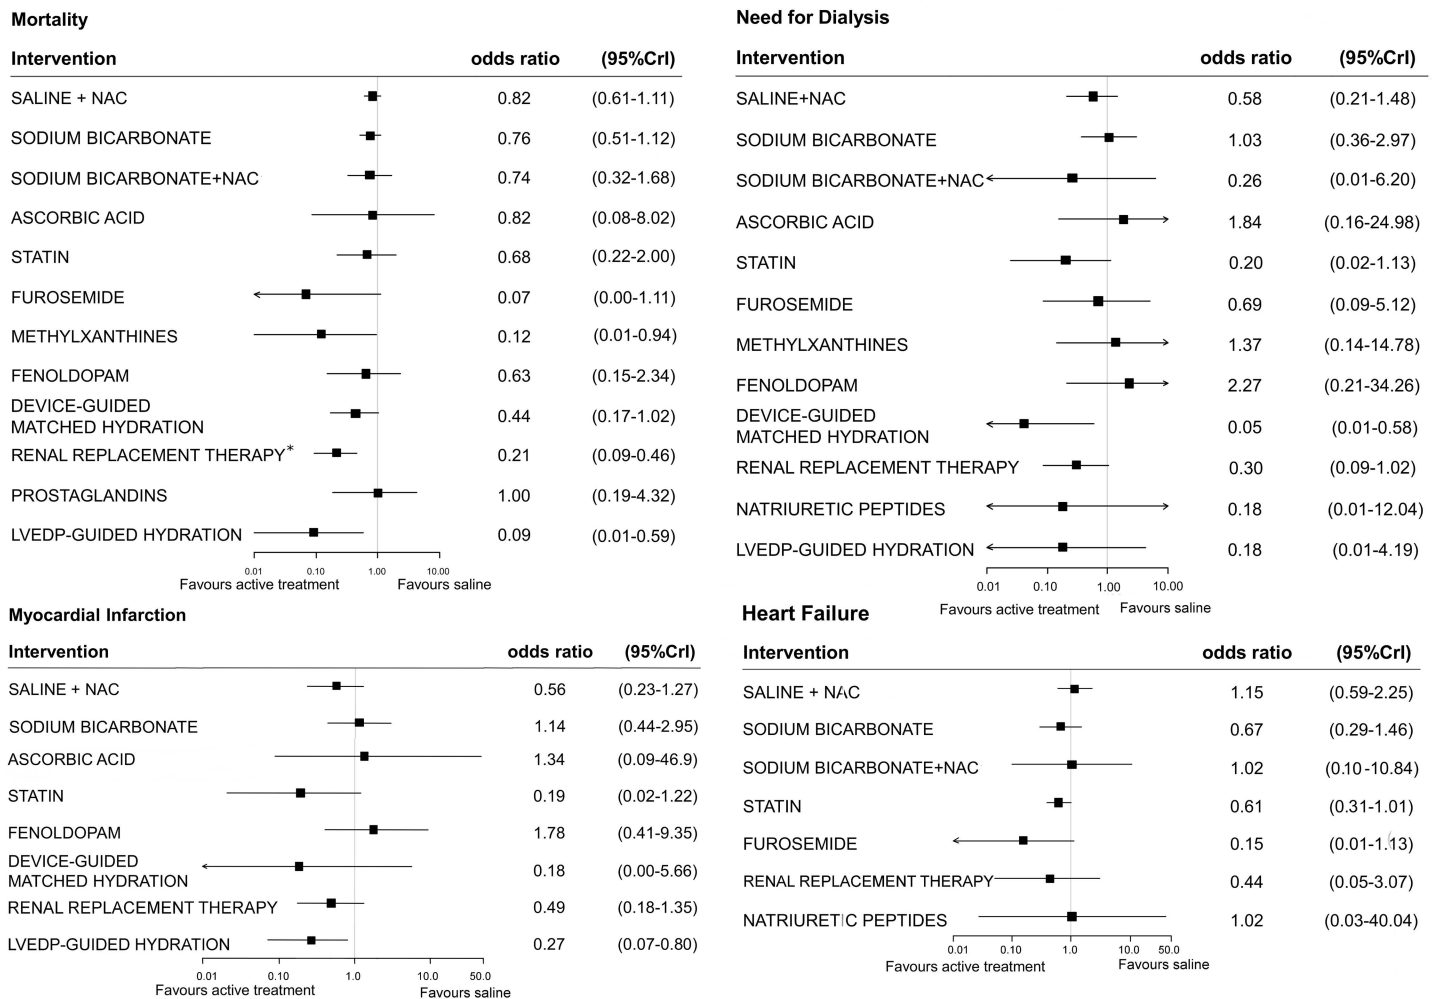 Mortality
Intervention odds ratio (95%CrI)
SALINE + NAC 0.82 (0.61-1.11)
SODIUM BICARBONATE 0.76 (0.51-1.12)
SODIUM BICARBONATE+NAC 0.74 (0.32-1.68)
ASCORBIC ACID 0.82 (0.08-8.02)
STATIN 0.68 (0.22-2.00)
FUROSEMIDE 0.07 (0.00-1.11)
METHYLXANTHINES 0.12 (0.01-0.94)
FENOLDOPAM 0.63 (0.15-2.34)
DEVICE-GUIDED
MATCHED HYDRATION 0.44 (0.17-1.02)
RENAL REPLACEMENT THERAPY* 0.21 (0.09-0.46)
PROSTAGLANDINS 1.00 (0.19-4.32)
LVEDP-GUIDED HYDRATION 0.09 (0.01-0.59)
0.01 0.10 1.00 10.00
Favours active treatment Favours saline
Need for Dialysis
Intervention odds ratio (95%CrI)
SALINE+NAC 0.58 (0.21-1.48)
SODIUM BICARBONATE 1.03 (0.36-2.97)
SODIUM BICARBONATE+NAC 0.26 (0.01-6.20)
ASCORBIC ACID 1.84 (0.16-24.98)
STATIN 0.20 (0.02-1.13)
FUROSEMIDE 0.69 (0.09-5.12)
METHYLXANTHINES 1.37 (0.14-14.78)
FENOLDOPAM 2.27 (0.21-34.26)
DEVICE-GUIDED
MATCHED HYDRATION 0.05 (0.01-0.58)
RENAL REPLACEMENT THERAPY 0.30 (0.09-1.02)
NATRIURETIC PEPTIDES 0.18 (0.01-12.04)
LVEDP-GUIDED HYDRATION 0.18 (0.01-4.19)
0.01 0.10 1.00 10.00
Favours active treatment Favours saline
Myocardial Infarction
Intervention odds ratio (95%CrI)
SALINE + NAC 0.56 (0.23-1.27)
SODIUM BICARBONATE 1.14 (0.44-2.95)
ASCORBIC ACID 1.34 (0.09-46.9)
STATIN 0.19 (0.02-1.22)
FENOLDOPAM 1.78 (0.41-9.35)
DEVICE-GUIDED
MATCHED HYDRATION 0.18 (0.00-5.66)
RENAL REPLACEMENT THERAPY 0.49 (0.18-1.35)
LVEDP-GUIDED HYDRATION 0.27 (0.07-0.80)
0.01 0.10 1.0 10.0 50.0
Favours active treatment Favours saline
Heart Failure
Intervention odds ratio (95%CrI)
SALINE + NAC 1.15 (0.59-2.25)
SODIUM BICARBONATE 0.67 (0.29-1.46)
SODIUM BICARBONATE+NAC 1.02 (0.10-10.84)
STATIN 0.61 (0.31-1.01)
FUROSEMIDE 0.15 (0.01-1.13)
RENAL REPLACEMENT THERAPY 0.44 (0.05-3.07)
NATRIURETIC PEPTIDES 1.02 (0.03-40.04)
0.01 0.10 1.0 10.0 50.0
Favours active treatment Favours saline